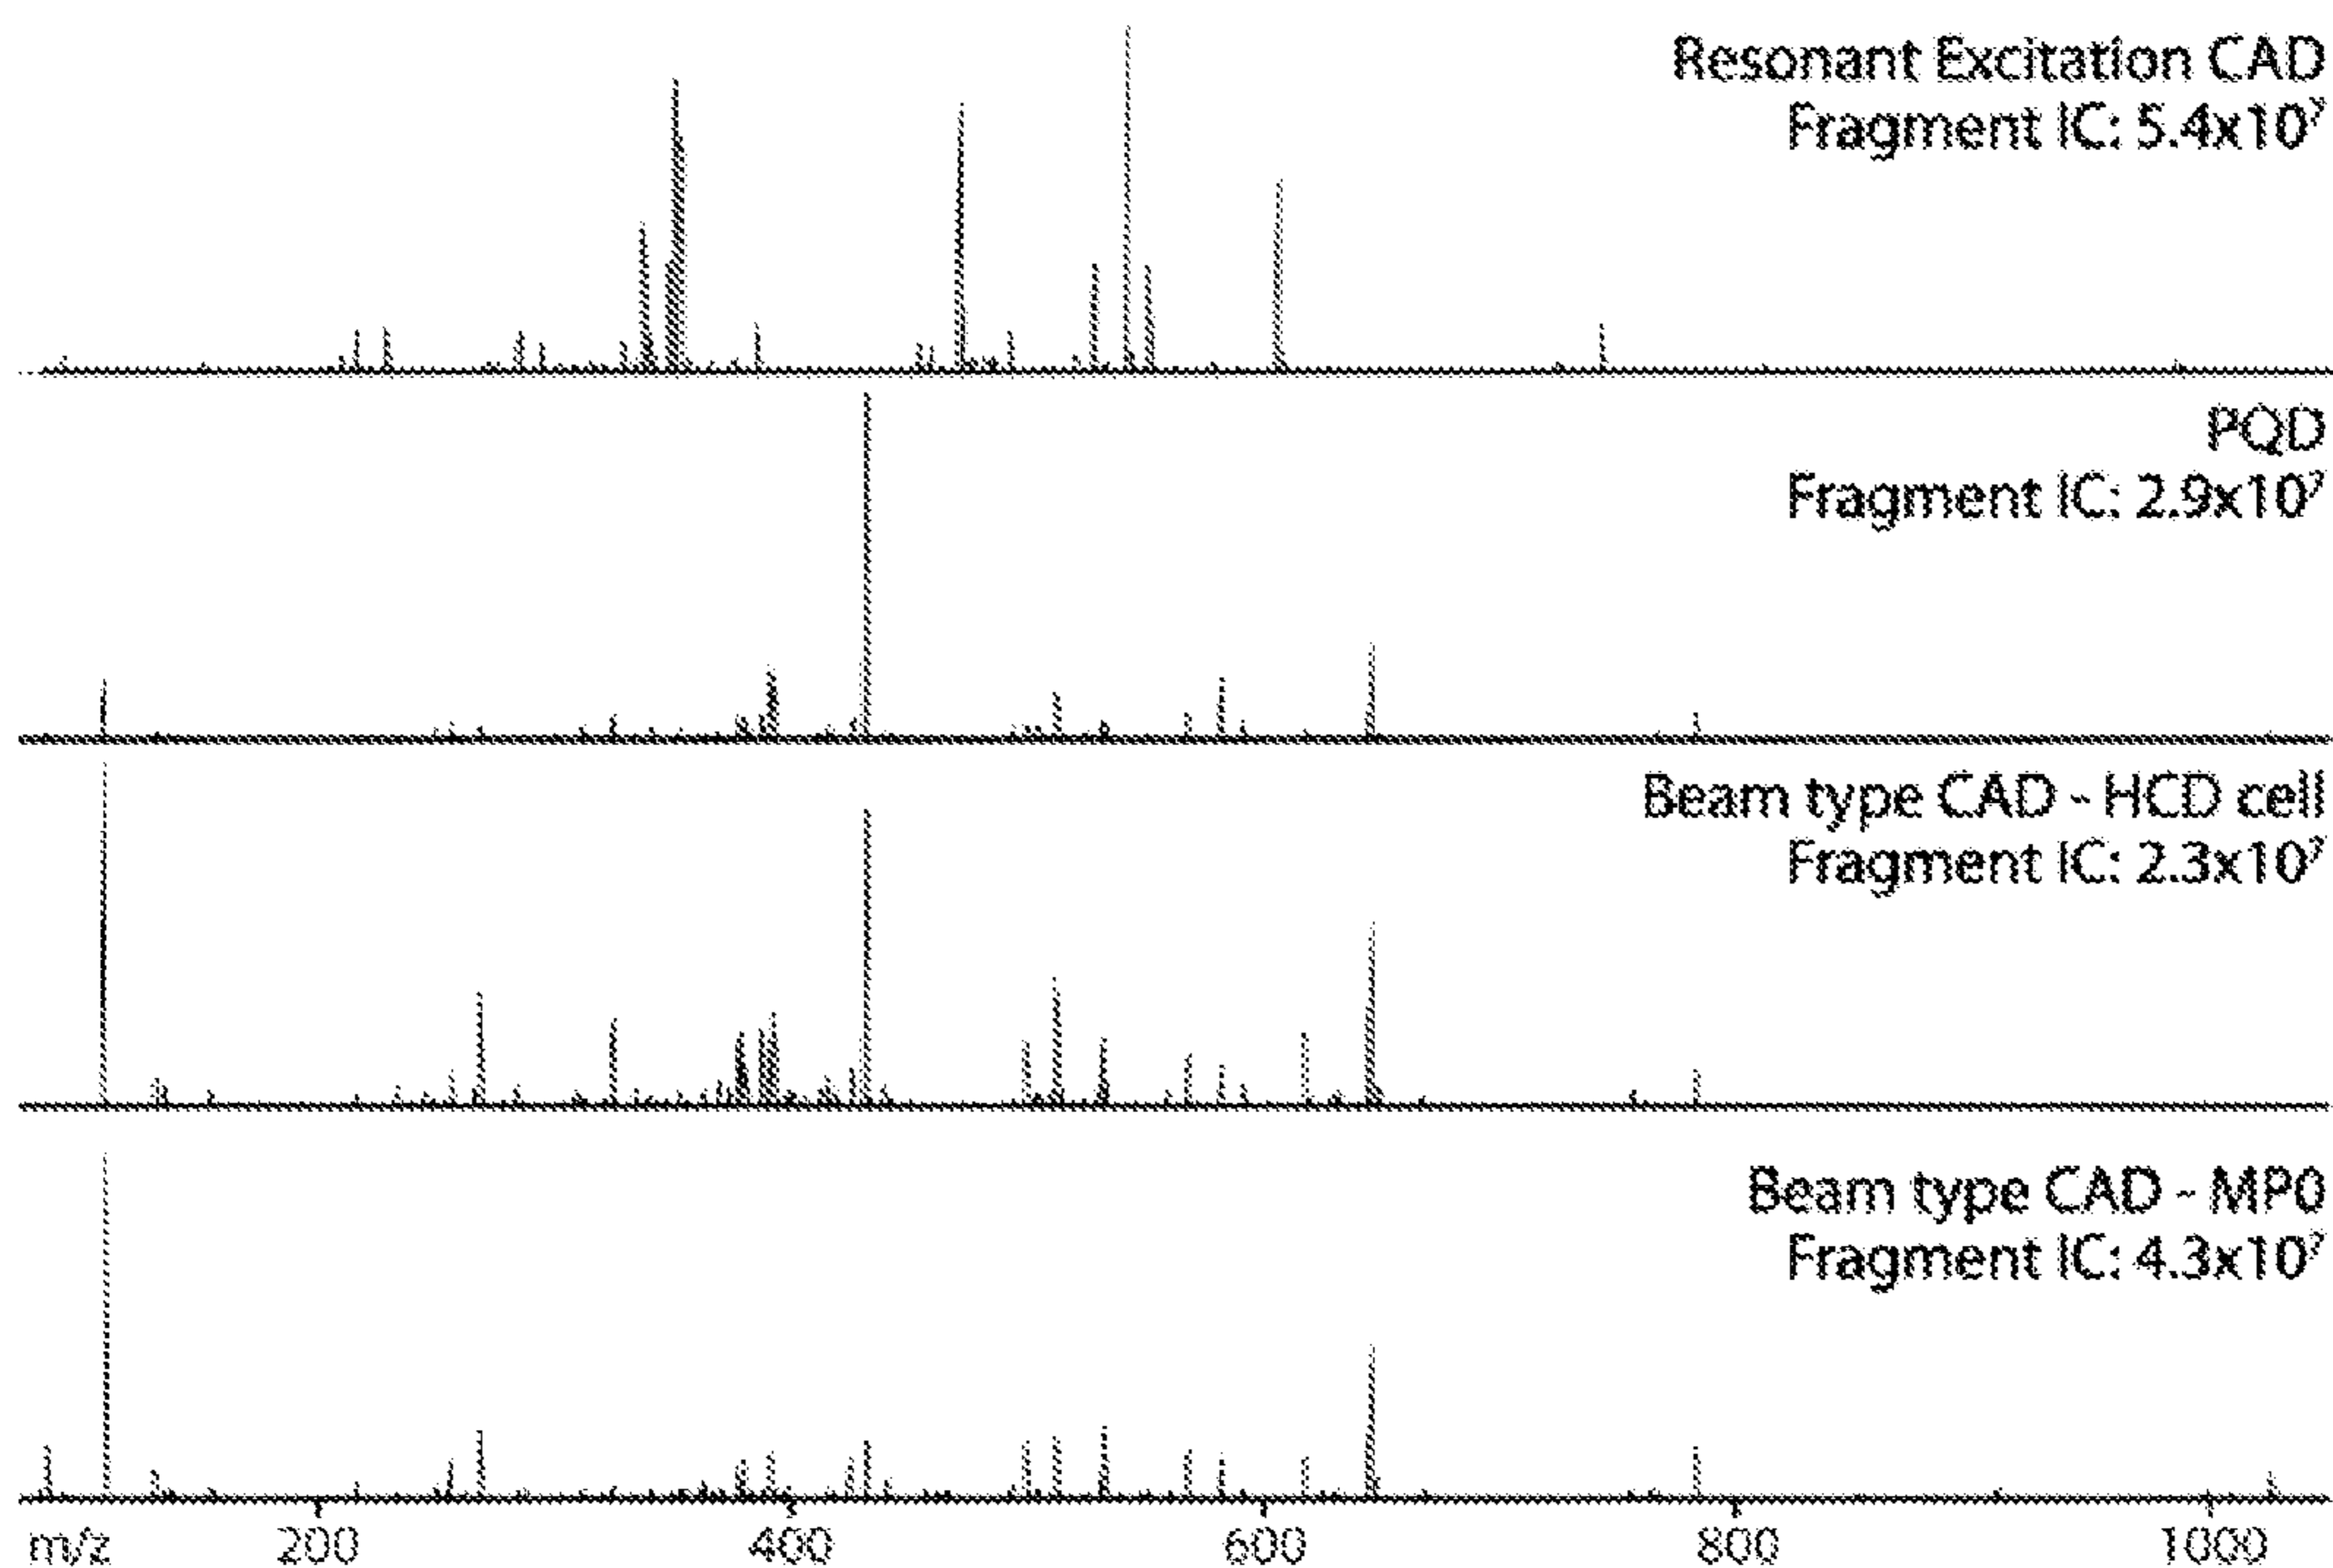 Resonant Excitation CAD
Fragment IC: 5.4x10⁷
PQD
Fragment IC: 2.9x10⁷
Beam type CAD - HCD cell
Fragment IC: 2.3x10⁷
Beam type CAD - MP0
Fragment IC: 4.3x10⁷
m/z 200 400 600 800 1000